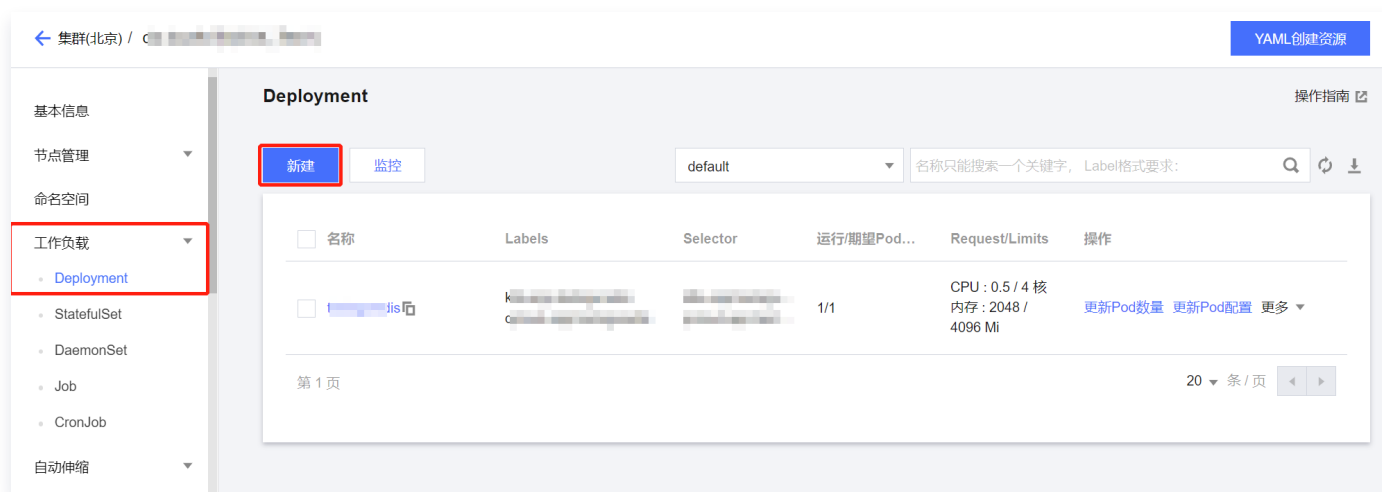 集群(北京) /
YAML创建资源
基本信息
节点管理
命名空间
工作负载
Deployment
StatefulSet
DaemonSet
Job
CronJob
自动伸缩
Deployment
操作指南
新建
监控
default
名称只能搜索一个关键字, Label格式要求:
名称
Labels
Selector
运行/期望Pod...
Request/Limits
操作
1/1
CPU : 0.5 / 4 核
内存 : 2048 /
4096 Mi
更新Pod数量 更新Pod配置 更多
第 1 页
20 条 / 页